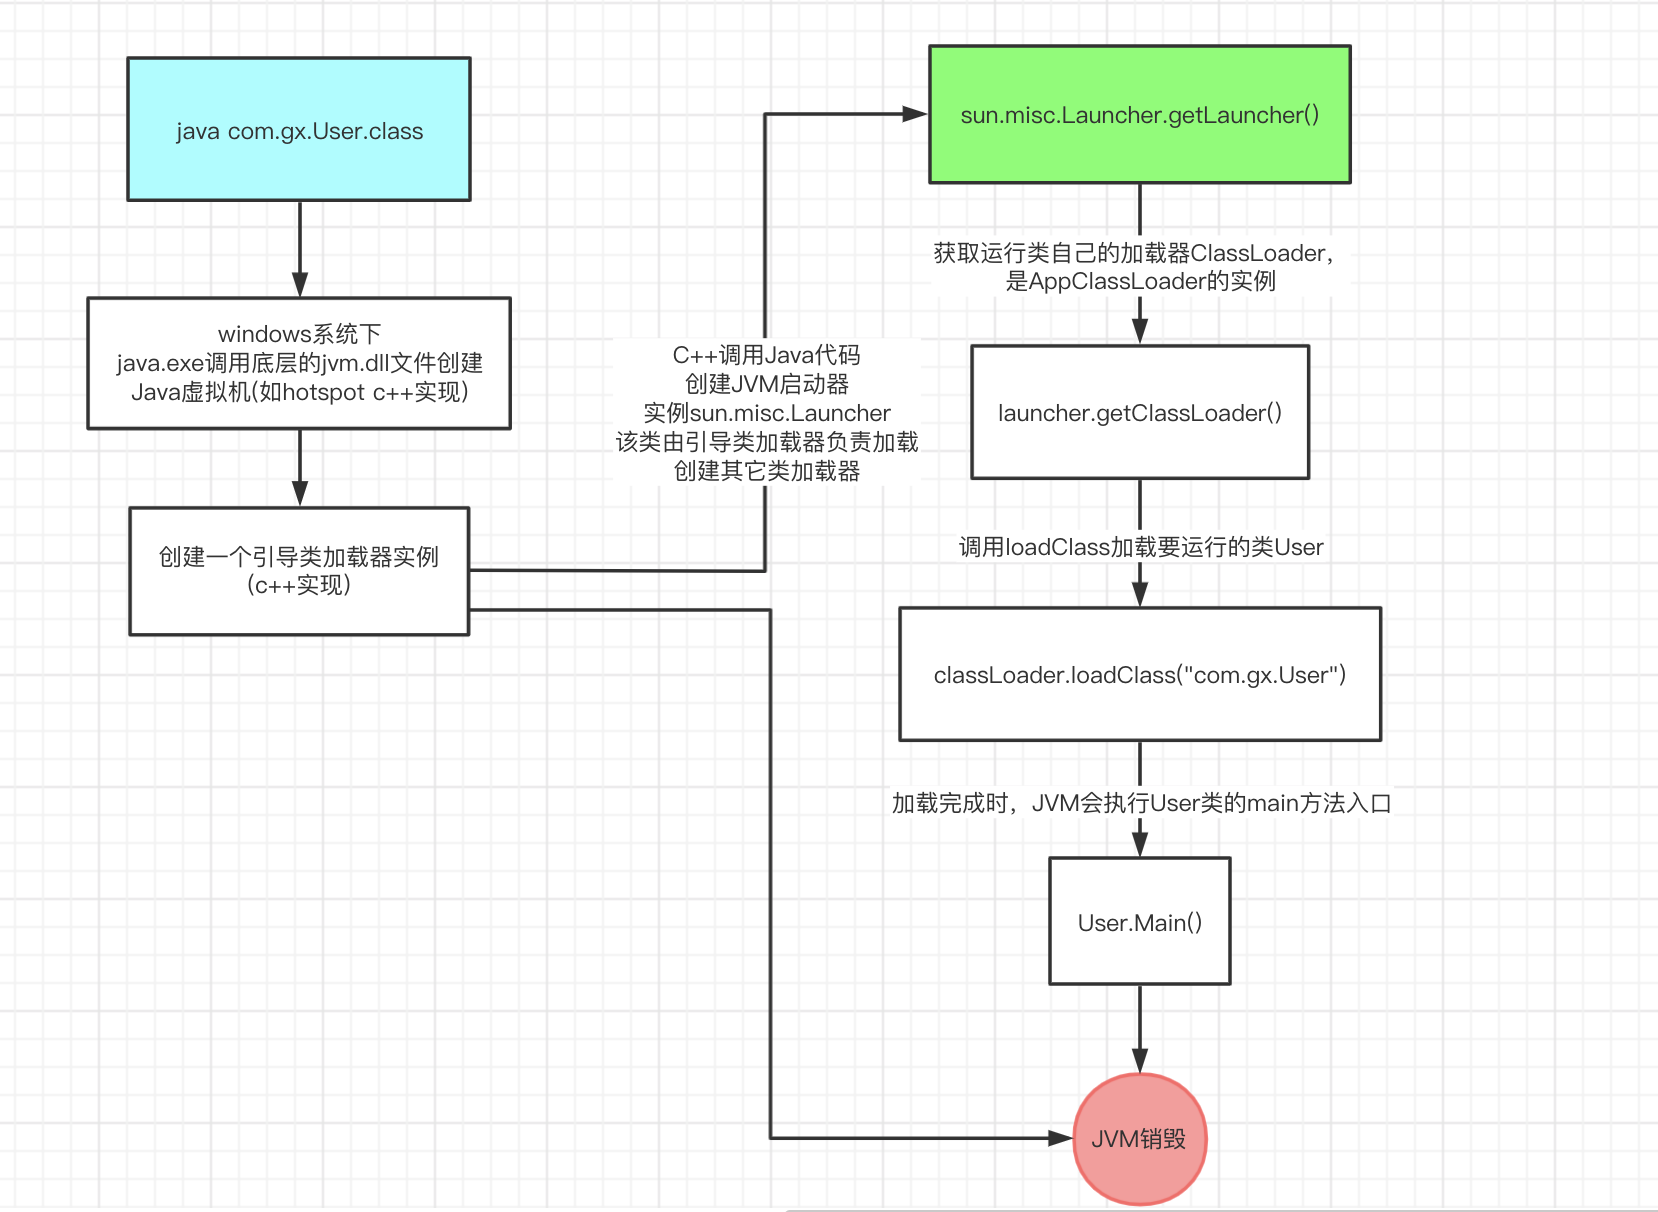 java com.gx.User.class
windows系统下
java.exe调用底层的jvm.dll文件创建
Java虚拟机(如hotspot c++实现)
创建一个引导类加载器实例
(c++实现)
C++调用Java代码
创建JVM启动器
实例sun.misc.Launcher
该类由引导类加载器负责加载
创建其它类加载器
sun.misc.Launcher.getLauncher()
获取运行类自己的加载器ClassLoader，
是AppClassLoader的实例
launcher.getClassLoader()
调用loadClass加载要运行的类User
classLoader.loadClass("com.gx.User")
加载完成时，JVM会执行User类的main方法入口
User.Main()
JVM销毁